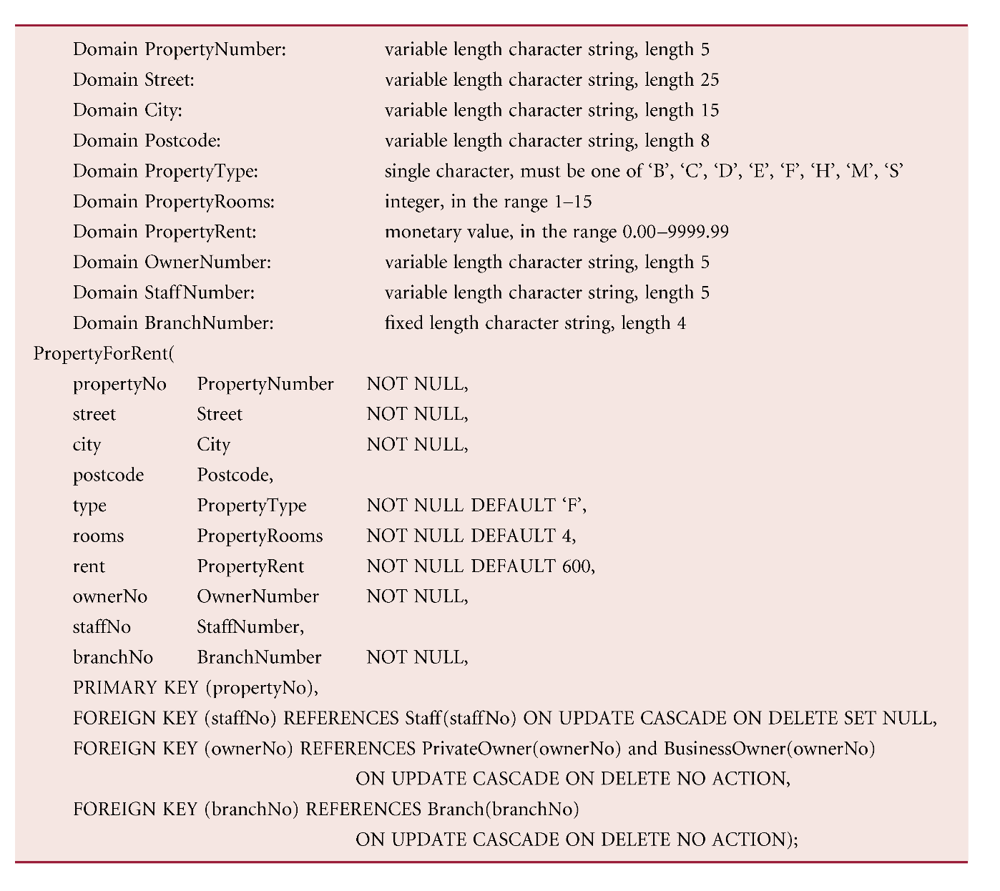 Domain PropertyNumber: variable length character string, length 5
Domain Street: variable length character string, length 25
Domain City: variable length character string, length 15
Domain Postcode: variable length character string, length 8
Domain PropertyType: single character, must be one of ‘B’, ‘C’, ‘D’, ‘E’, ‘F’, ‘H’, ‘M’, ‘S’
Domain PropertyRooms: integer, in the range 1–15
Domain PropertyRent: monetary value, in the range 0.00–9999.99
Domain OwnerNumber: variable length character string, length 5
Domain StaffNumber: variable length character string, length 5
Domain BranchNumber: fixed length character string, length 4
PropertyForRent(
propertyNo PropertyNumber NOT NULL,
street Street NOT NULL,
city City NOT NULL,
postcode Postcode,
type PropertyType NOT NULL DEFAULT ‘F’,
rooms PropertyRooms NOT NULL DEFAULT 4,
rent PropertyRent NOT NULL DEFAULT 600,
ownerNo OwnerNumber NOT NULL,
staffNo StaffNumber,
branchNo BranchNumber NOT NULL,
PRIMARY KEY (propertyNo),
FOREIGN KEY (staffNo) REFERENCES Staff(staffNo) ON UPDATE CASCADE ON DELETE SET NULL,
FOREIGN KEY (ownerNo) REFERENCES PrivateOwner(ownerNo) and BusinessOwner(ownerNo)
ON UPDATE CASCADE ON DELETE NO ACTION,
FOREIGN KEY (branchNo) REFERENCES Branch(branchNo)
ON UPDATE CASCADE ON DELETE NO ACTION);